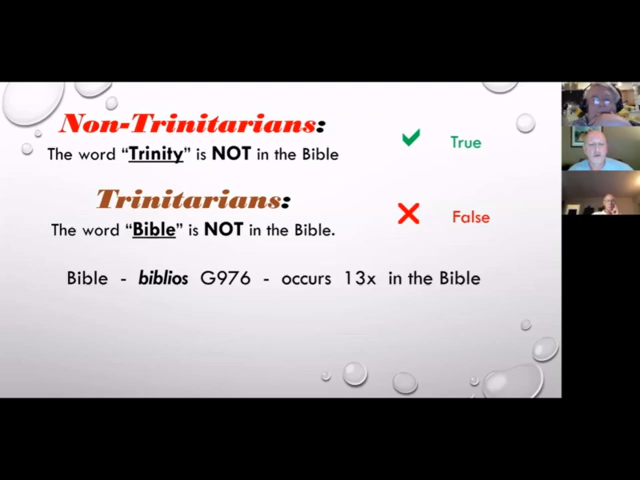 Non-Trinitarians:
The word “Trinity” is NOT in the Bible
True
Trinitarians:
The word “Bible” is NOT in the Bible.
False
Bible - biblios G976 - occurs 13x in the Bible